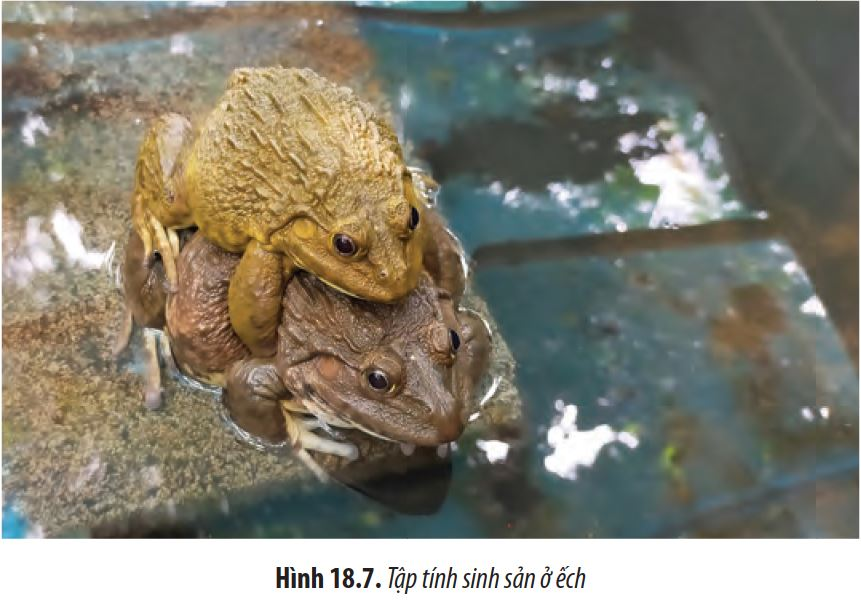 Hình 18.7. Tập tính sinh sản ở ếch